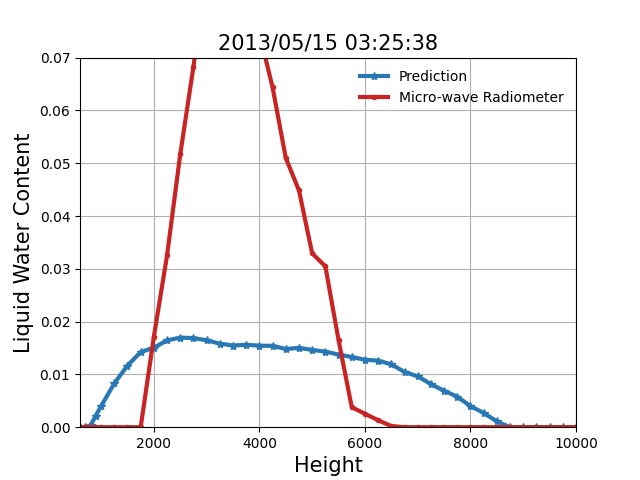 2013/05/15 03:25:38
0.07
0.06
0.05
0.04
0.03
0.02
0.01
0.00
Liquid Water Content
Prediction
Micro-wave Radiometer
2000 4000 6000 8000 10000
Height